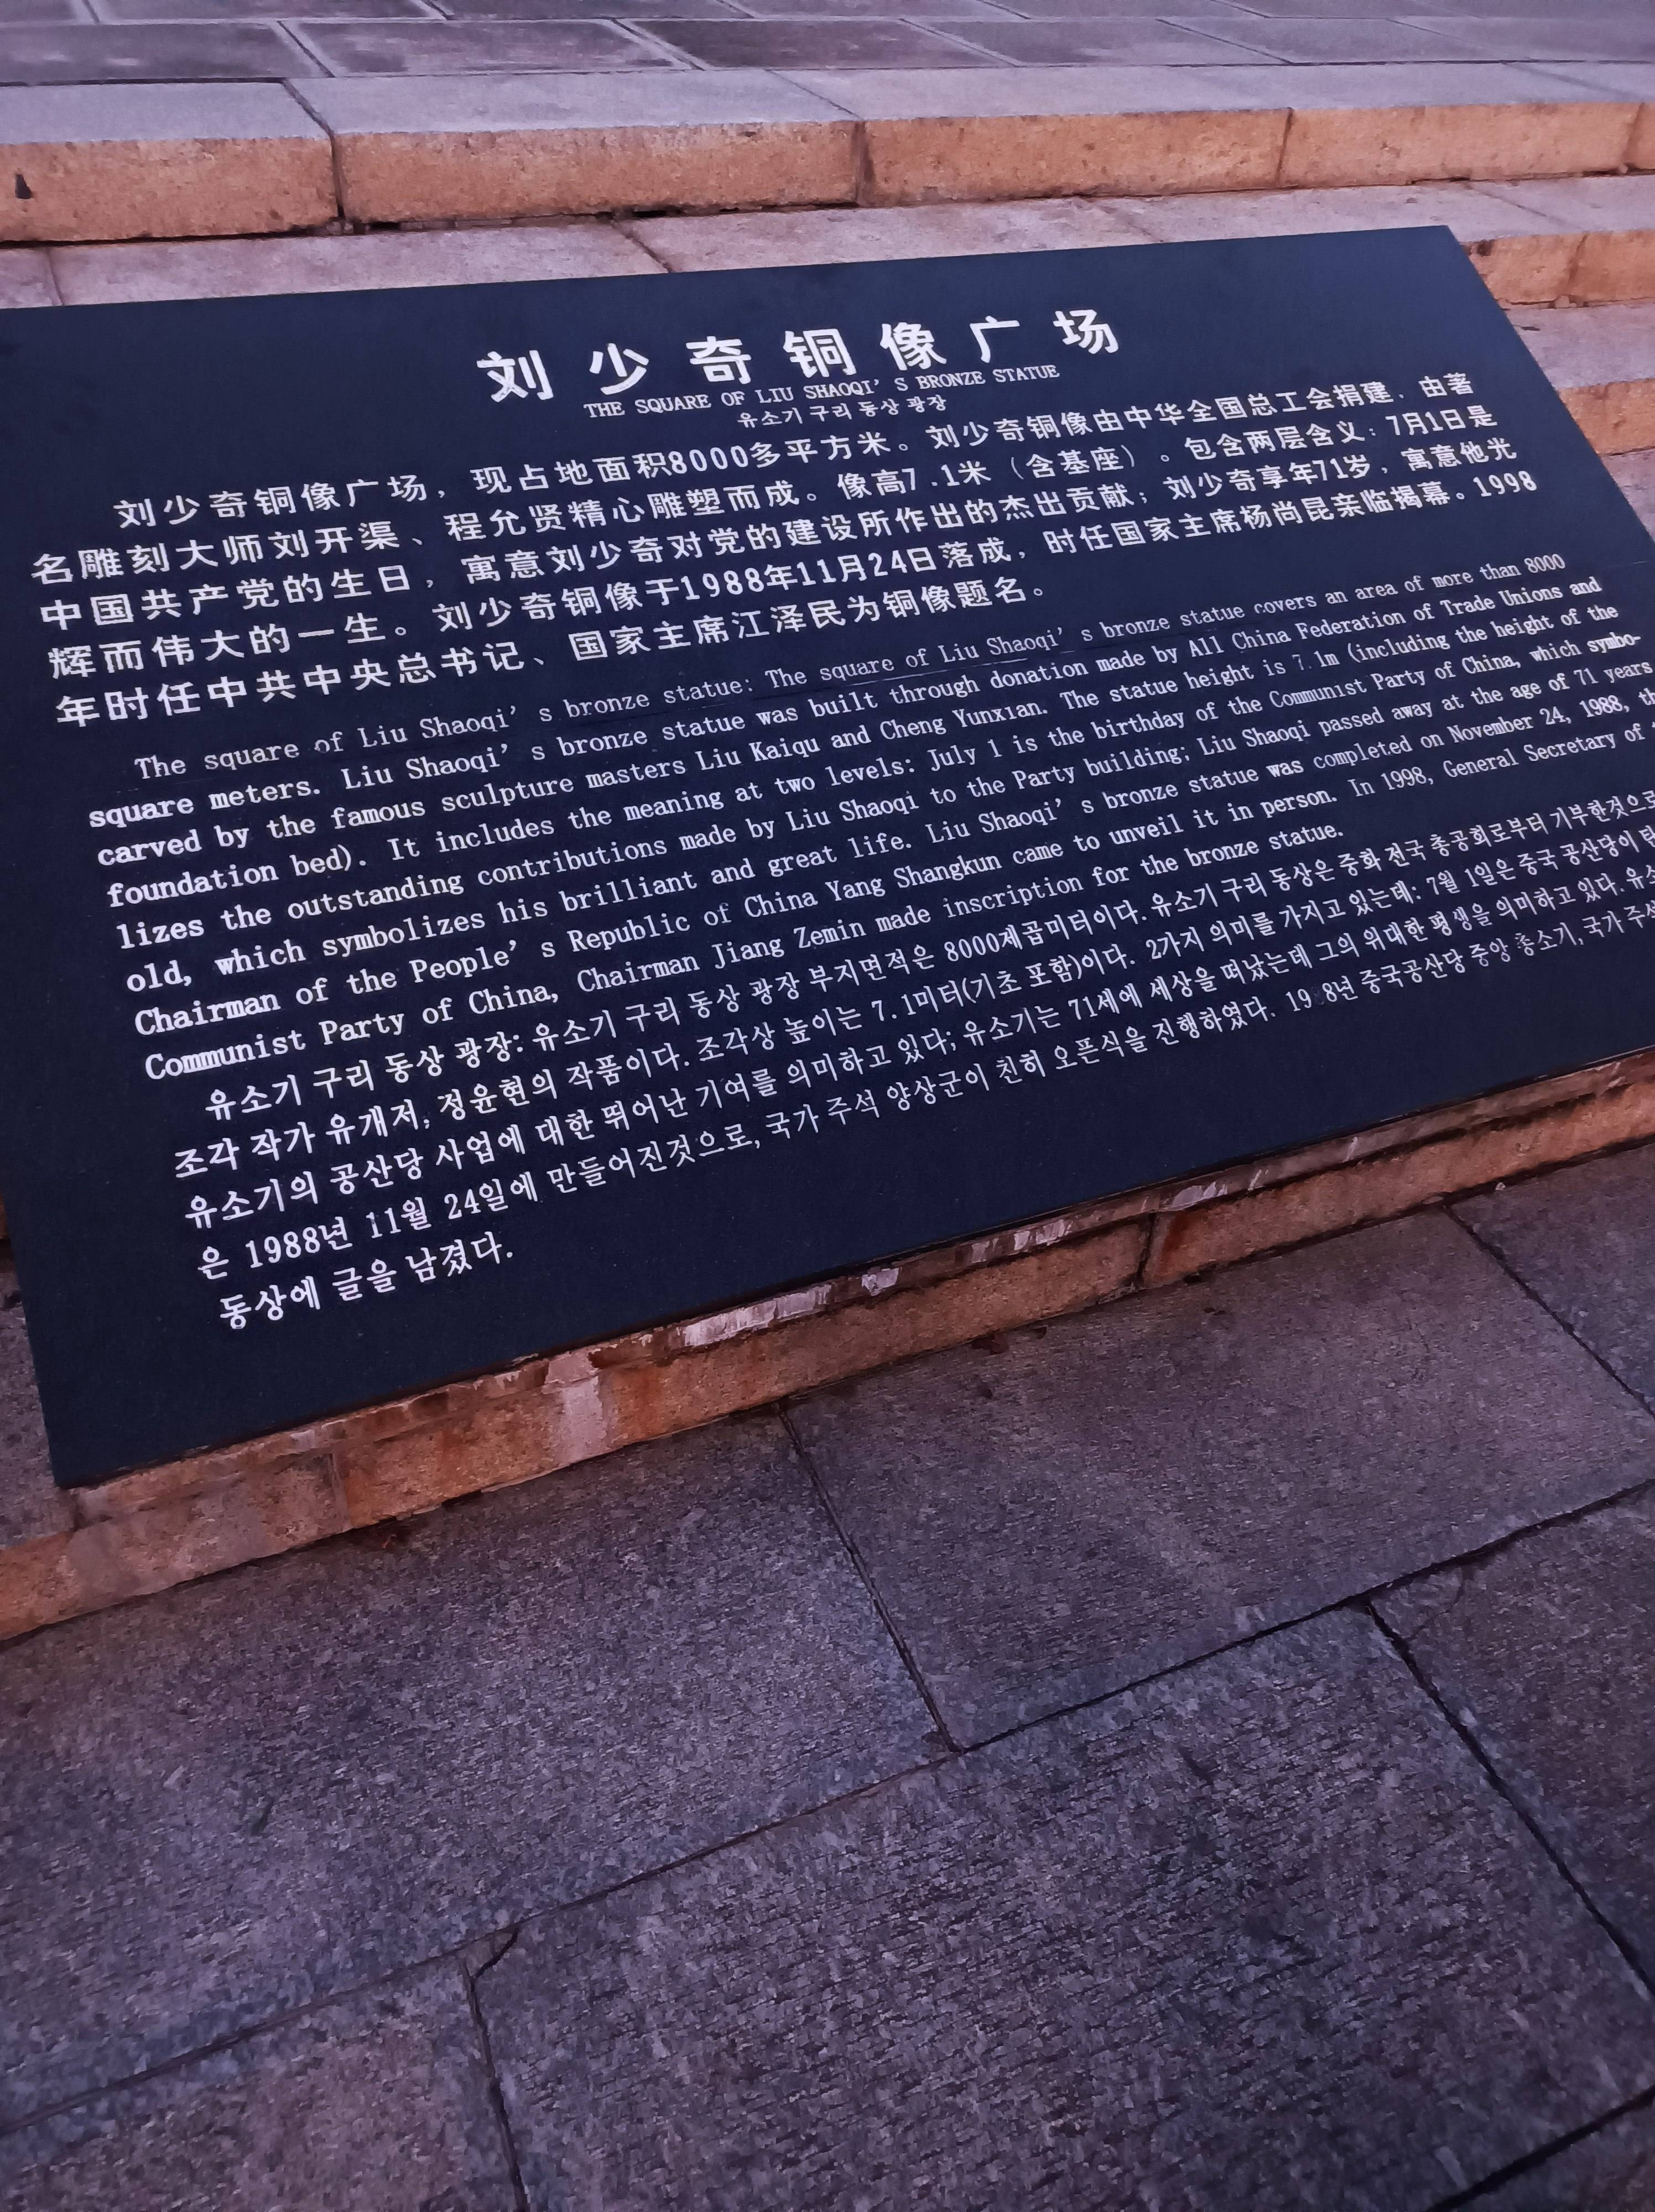 刘少奇铜像广场
THE SQUARE OF LIU SHAOQI'S BRONZE STATUE
유소기 구리 동상 광장
刘少奇铜像广场，现占地面积8000多平方米。刘少奇铜像由中华全国总工会捐建，由著
名雕刻大师刘开渠、程允贤精心雕塑而成。像高7.1米（含基座）。包含两层含义：7月1日是
中国共产党的生日，寓意刘少奇对党的建设所作出的杰出贡献；刘少奇享年71岁，寓意他光
辉而伟大的一生。刘少奇铜像于1988年11月24日落成，时任国家主席杨尚昆亲临揭幕。1998
年时任中共中央总书记、国家主席江泽民为铜像题名。
The square of Liu Shaoqi's bronze statue: The square of Liu Shaoqi's bronze statue covers an area of more than 8000
square meters. Liu Shaoqi's bronze statue was built through donation made by All China Federation of Trade Unions and
carved by the famous sculpture masters Liu Kaiqu and Cheng Yunxian. The statue height is 7.1m (including the height of the
foundation bed). It includes the meaning at two levels: July 1 is the birthday of the Communist Party of China, which symbo-
lizes the outstanding contributions made by Liu Shaoqi to the Party building; Liu Shaoqi passed away at the age of 71 years
old, which symbolizes his brilliant and great life. Liu Shaoqi's bronze statue was completed on November 24, 1988,
Chairman of the People's Republic of China Yang Shangkun came to unveil it in person. In 1998, General Secretary of
Communist Party of China, Chairman Jiang Zemin made inscription for the bronze statue.
유소기 구리 동상 광장: 유소기 구리 동상 광장 부지면적은 8000제곱미터이다. 유소기 구리 동상은 중화 전국 총공회로부터 기부한것으로
조각 작가 유개저, 정윤현의 작품이다. 조각상 높이는 7.1미터(기초 포함)이다. 2가지 의미를 가지고 있는데: 7월 1일은 중국 공산당이
유소기의 공산당 사업에 대한 뛰어난 기여를 의미하고 있다; 유소기는 71세에 세상을 떠났는데 그의 위대한 평생을 의미하고 있다.
은 1988년 11월 24일에 만들어진것으로, 국가 주석 양상군이 친히 오픈식을 진행하였다. 중국공산당 중앙 총소기, 국가
동상에 글을 남겼다.